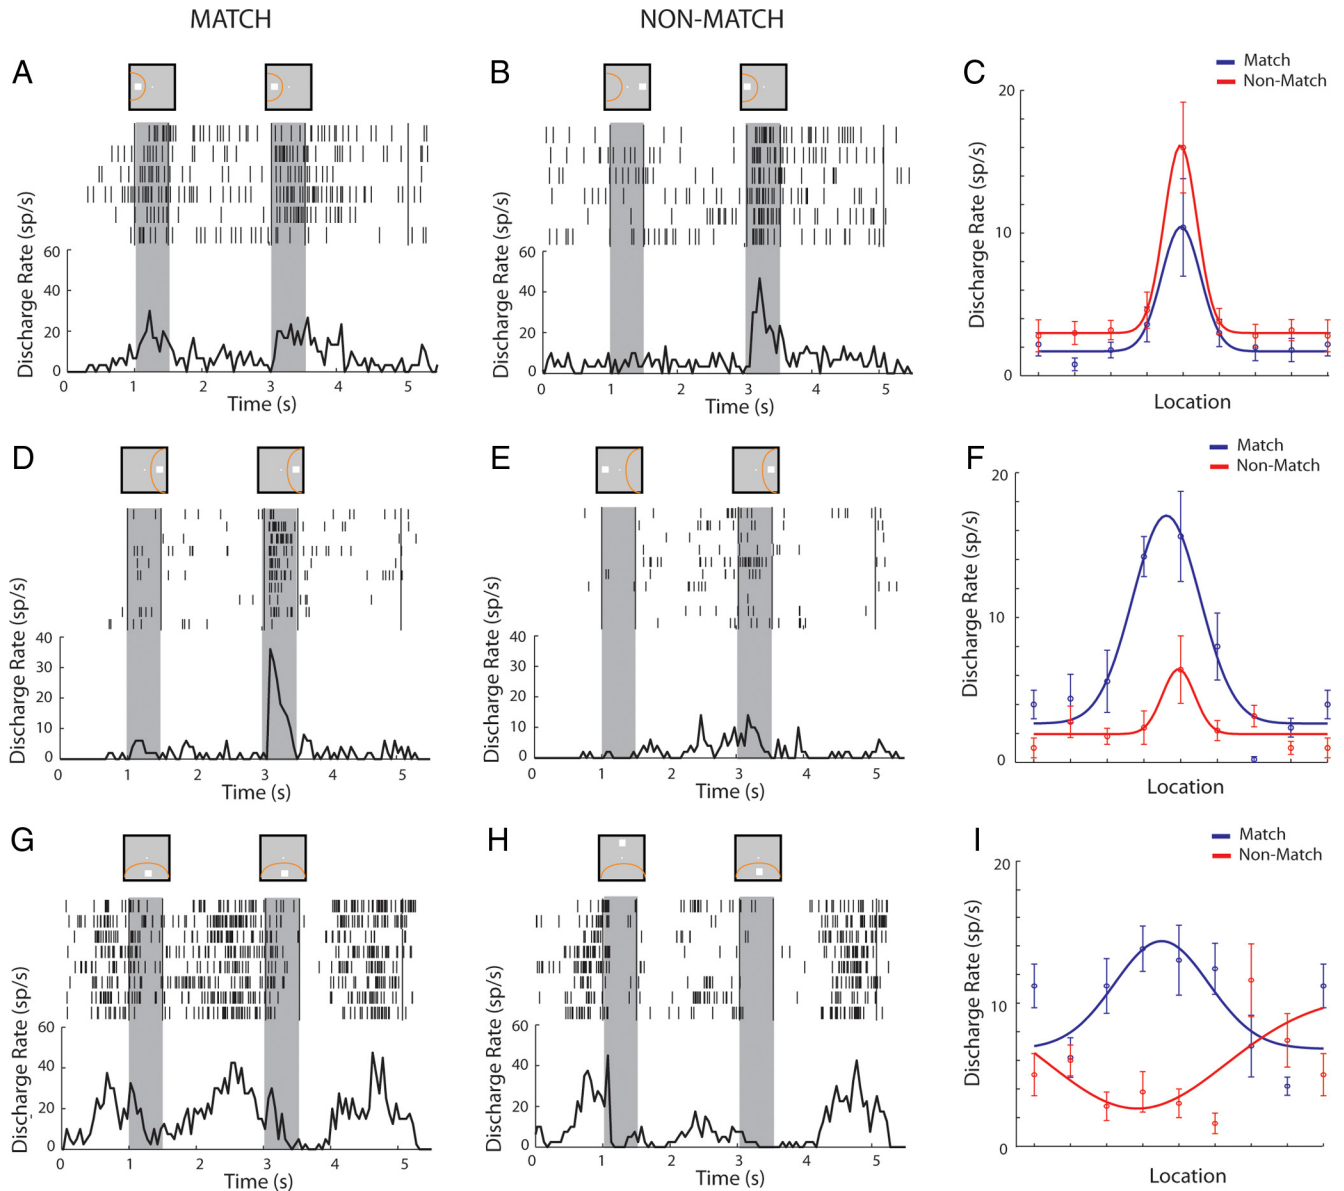 MATCH
NON-MATCH
A
B
C
Match
Non-Match
Discharge Rate (sp/s)
60
40
20
0
0 1 2 3 4 5
Time (s)
Discharge Rate (sp/s)
60
40
20
0
0 1 2 3 4 5
Time (s)
Discharge Rate (sp/s)
20
10
0
Location
D
E
F
Match
Non-Match
Discharge Rate (sp/s)
40
30
20
10
0
0 1 2 3 4 5
Time (s)
Discharge Rate (sp/s)
40
30
20
10
0
0 1 2 3 4 5
Time (s)
Discharge Rate (sp/s)
20
10
0
Location
G
H
I
Match
Non-Match
Discharge Rate (sp/s)
60
40
20
0
0 1 2 3 4 5
Time (s)
Discharge Rate (sp/s)
60
40
20
0
0 1 2 3 4 5
Time (s)
Discharge Rate (sp/s)
20
10
0
Location